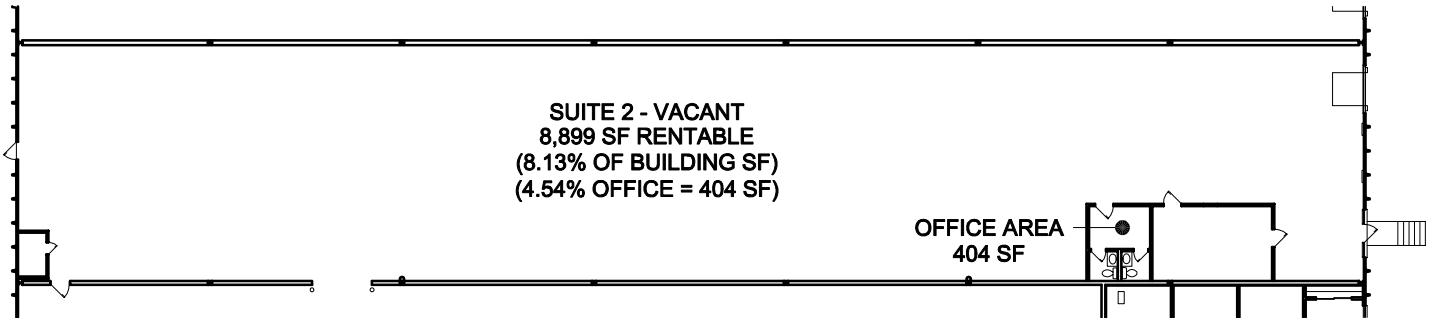 SUITE 2 - VACANT
8,899 SF RENTABLE
(8.13% OF BUILDING SF)
(4.54% OFFICE = 404 SF)
OFFICE AREA
404 SF